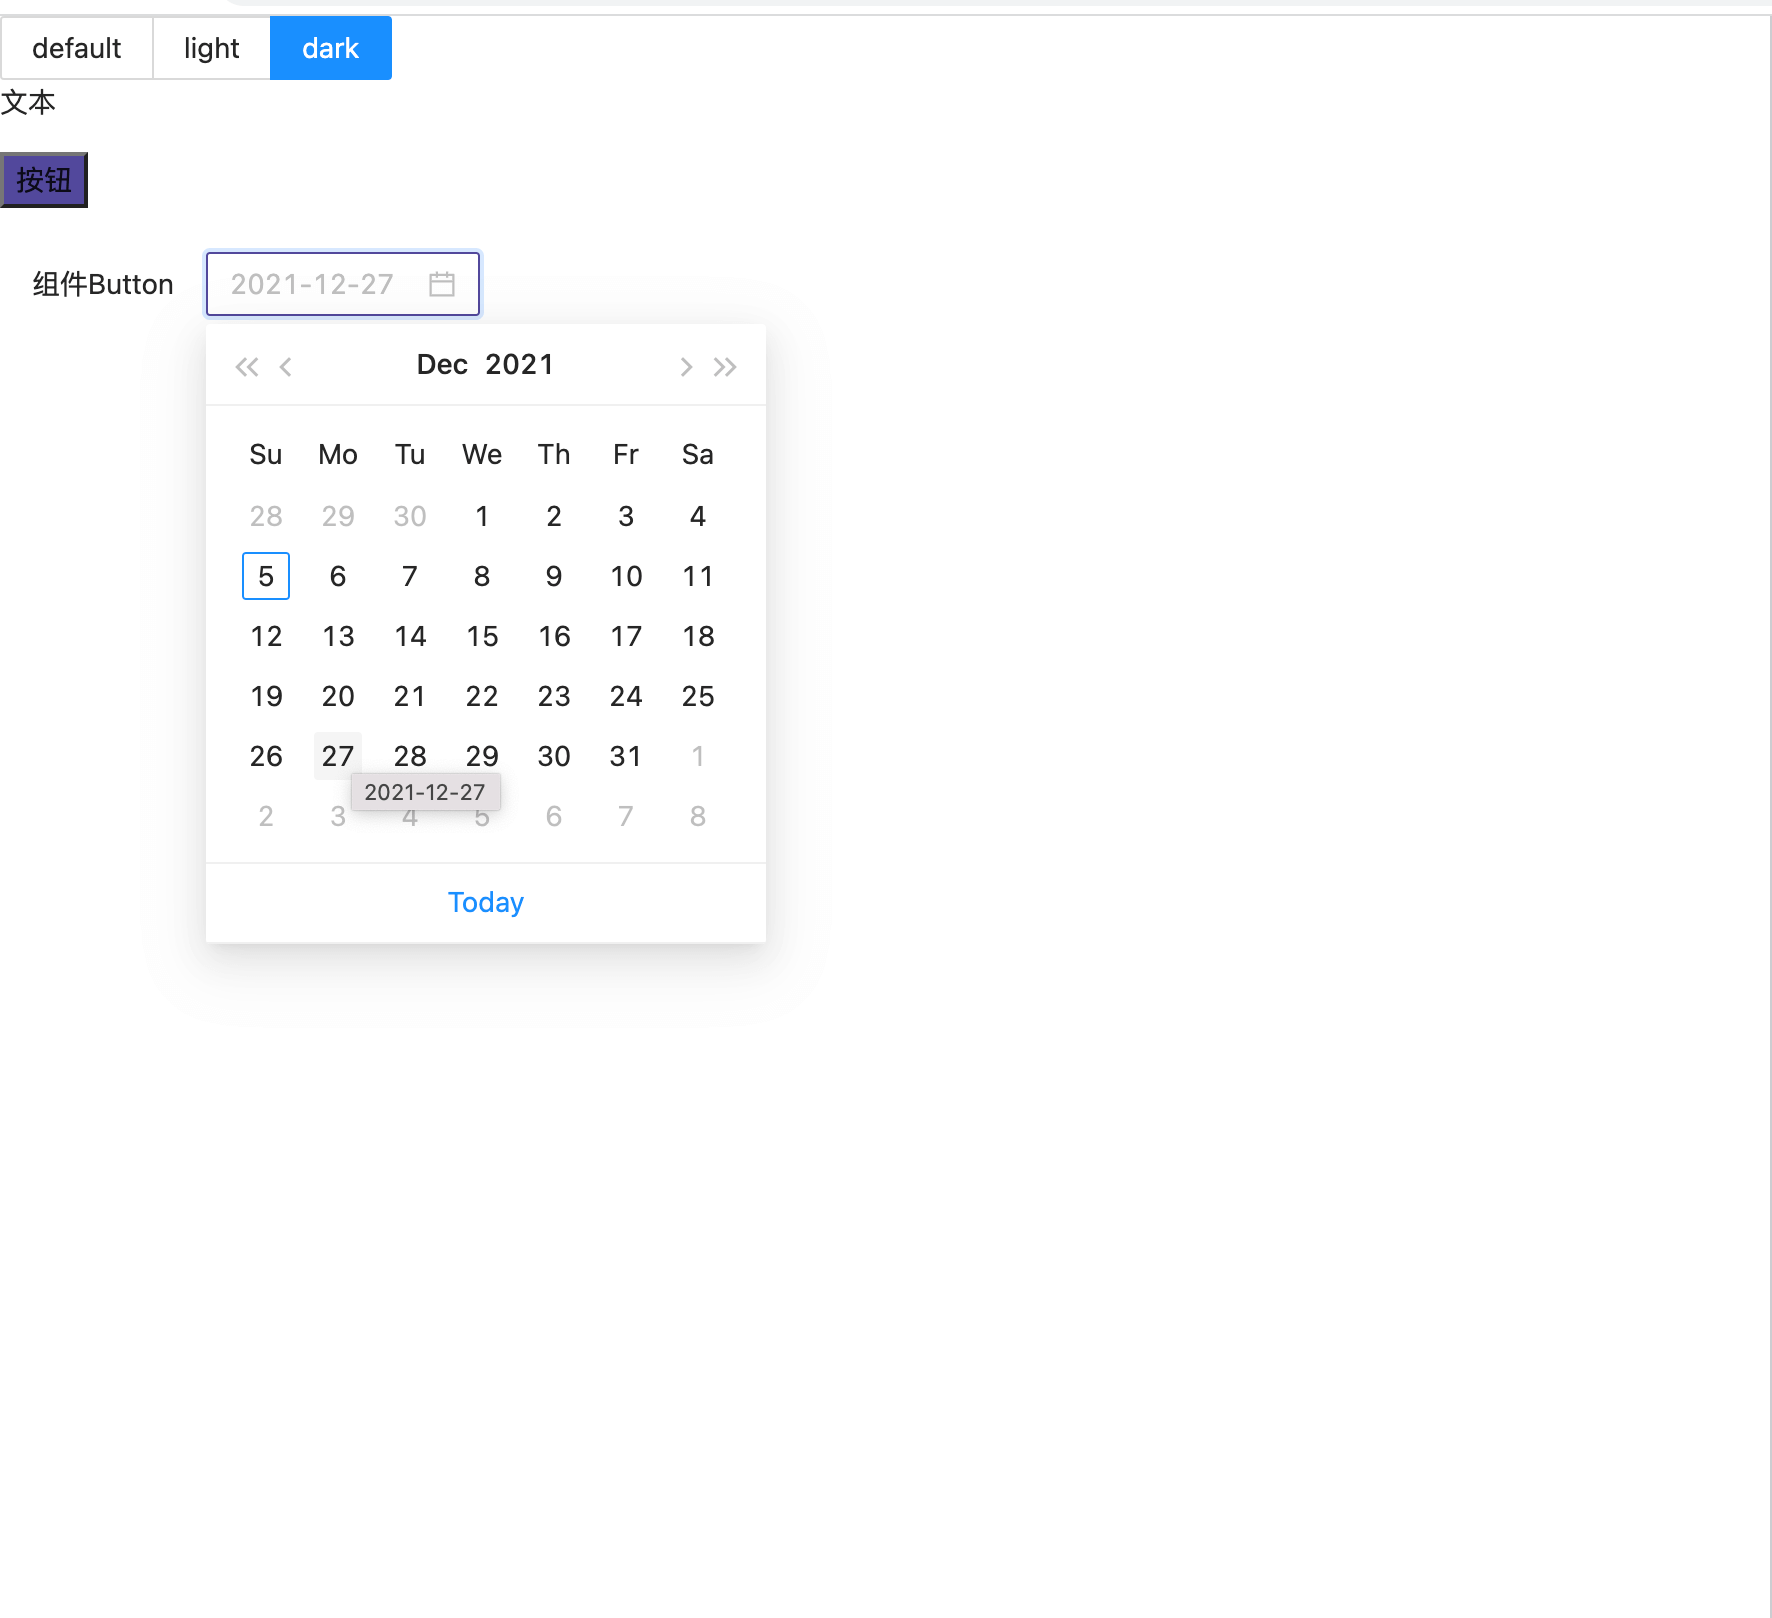 default light dark
文本
按钮
组件Button 2021-12-27
Dec 2021
Su Mo Tu We Th Fr Sa
28 29 30 1 2 3 4
5 6 7 8 9 10 11
12 13 14 15 16 17 18
19 20 21 22 23 24 25
26 27 28 29 30 31 1
2021-12-27
2 3 4 5 6 7 8
Today